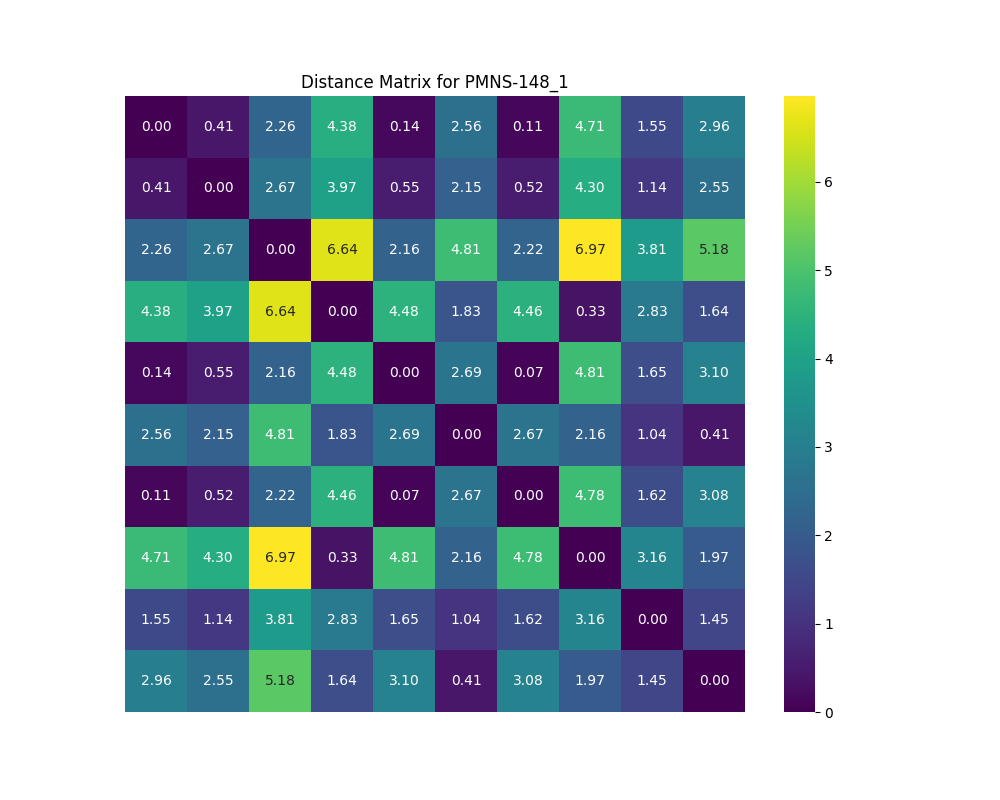 Distance Matrix for PMNS-148_1
0.00 0.41 2.26 4.38 0.14 2.56 0.11 4.71 1.55 2.96
0.41 0.00 2.67 3.97 0.55 2.15 0.52 4.30 1.14 2.55
2.26 2.67 0.00 6.64 2.16 4.81 2.22 6.97 3.81 5.18
4.38 3.97 6.64 0.00 4.48 1.83 4.46 0.33 2.83 1.64
0.14 0.55 2.16 4.48 0.00 2.69 0.07 4.81 1.65 3.10
2.56 2.15 4.81 1.83 2.69 0.00 2.67 2.16 1.04 0.41
0.11 0.52 2.22 4.46 0.07 2.67 0.00 4.78 1.62 3.08
4.71 4.30 6.97 0.33 4.81 2.16 4.78 0.00 3.16 1.97
1.55 1.14 3.81 2.83 1.65 1.04 1.62 3.16 0.00 1.45
2.96 2.55 5.18 1.64 3.10 0.41 3.08 1.97 1.45 0.00
6
5
4
3
2
1
0